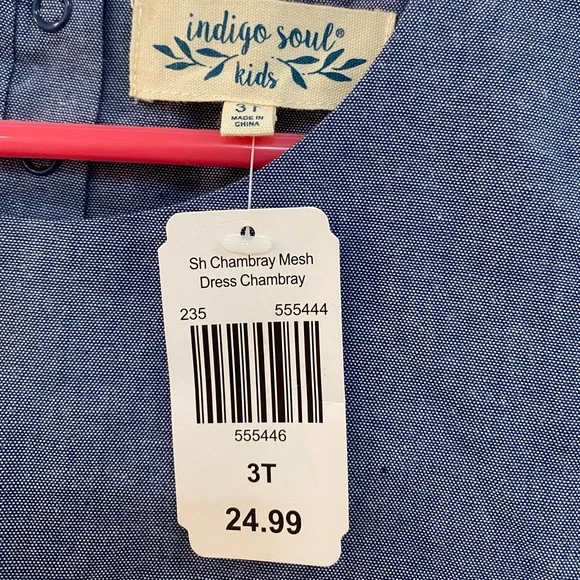 indigo soul®
kids
3T
MADE IN
CHINA
Sh Chambray Mesh
Dress Chambray
235 555444
555446
3T
24.99